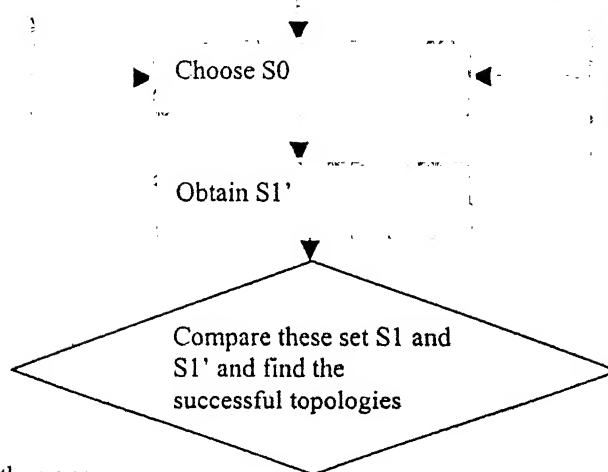 Choose S0
Obtain S1'
Compare these set S1 and
S1' and find the
successful topologies